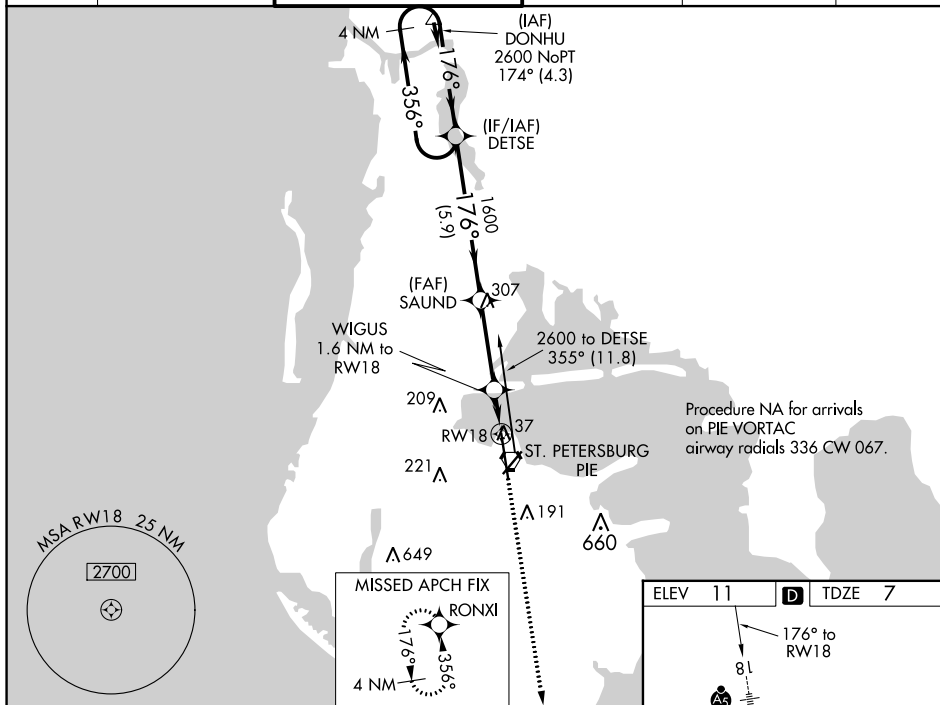 4 NM
(IAF)
DONHU
2600 NoPT
174° (4.3)
176°
356°
(IF/IAF)
DETSE
1600
176°
(5.9)
(FAF)
SAUND
307
WIGUS
1.6 NM to
RW18
2600 to DETSE
355° (11.8)
209
RW18
37
Procedure NA for arrivals
on PIE VORTAC
airway radials 336 CW 067.
ST. PETERSBURG
PIE
221
191
660
649
MSA RW18 25 NM
2700
MISSED APCH FIX
RONXI
176°
356°
4 NM
ELEV 11 D TDZE 7
176° to
RW18
18
A5